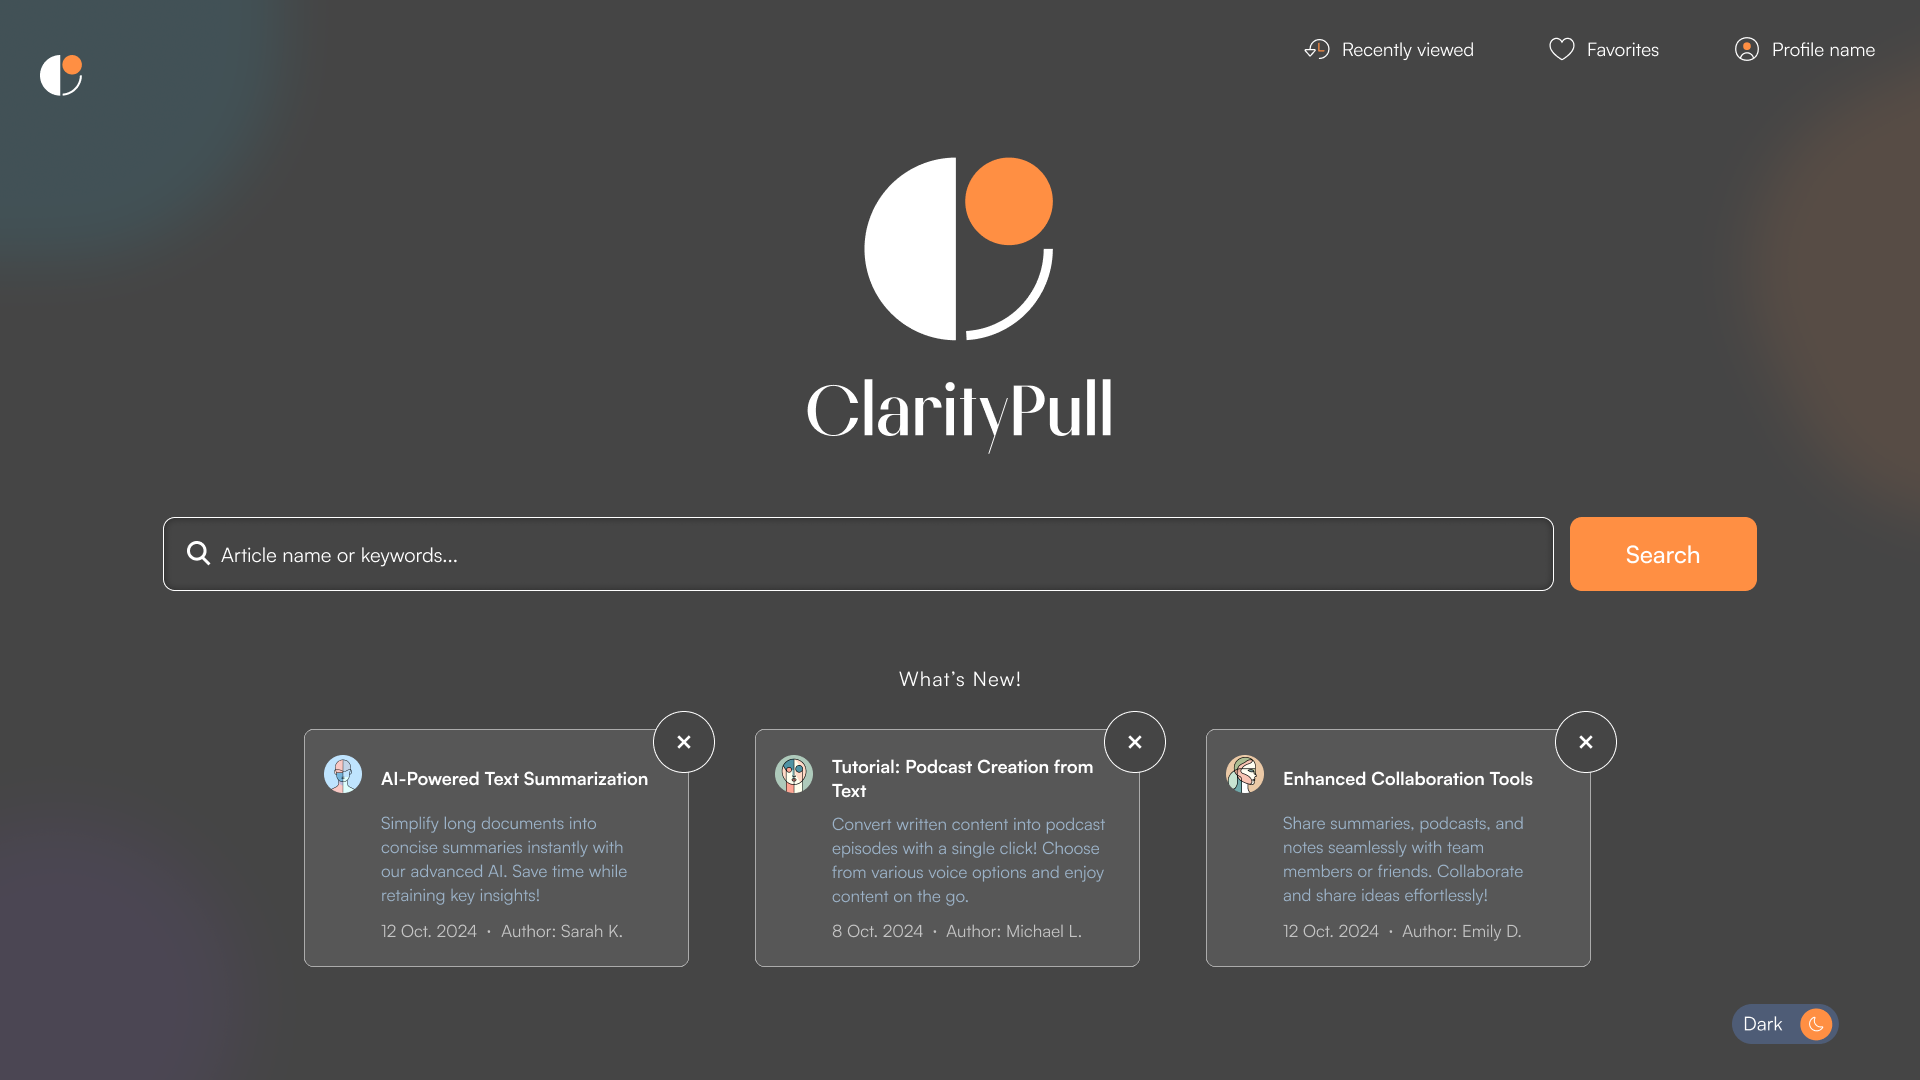 Recently viewed
Favorites
Profile name
ClarityPull
Article name or keywords...
Search
What's New!
AI-Powered Text Summarization
Simplify long documents into
concise summaries instantly with
our advanced AI. Save time while
retaining key insights!
12 Oct. 2024 · Author: Sarah K.
Tutorial: Podcast Creation from
Text
Convert written content into podcast
episodes with a single click! Choose
from various voice options and enjoy
content on the go.
8 Oct. 2024 · Author: Michael L.
Enhanced Collaboration Tools
Share summaries, podcasts, and
notes seamlessly with team
members or friends. Collaborate
and share ideas effortlessly!
12 Oct. 2024 · Author: Emily D.
Dark